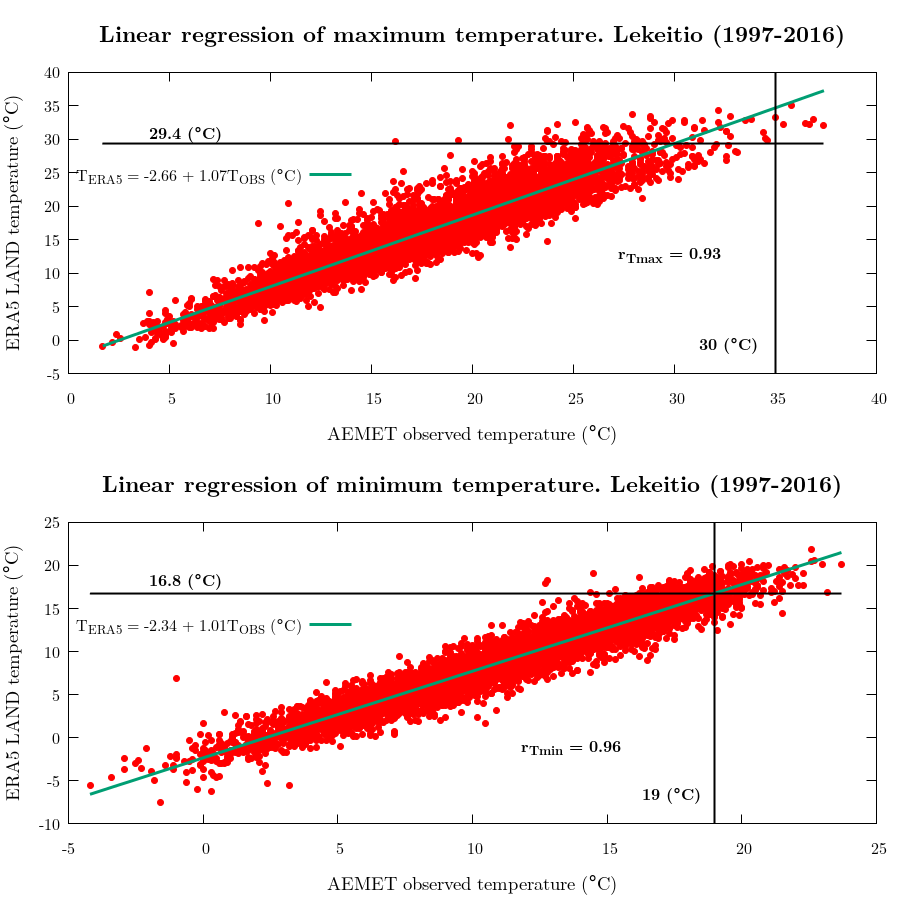 Linear regression of maximum temperature. Lekeitio (1997-2016)
40
35
30
25
20
15
10
5
0
-5
ERA5 LAND temperature (°C)
29.4 (°C)
T_ERA5 = -2.66 + 1.07T_OBS (°C)
r_Tmax = 0.93
30 (°C)
0 5 10 15 20 25 30 35 40
AEMET observed temperature (°C)
Linear regression of minimum temperature. Lekeitio (1997-2016)
25
20
15
10
5
0
-5
-10
ERA5 LAND temperature (°C)
16.8 (°C)
T_ERA5 = -2.34 + 1.01T_OBS (°C)
r_Tmin = 0.96
19 (°C)
-5 0 5 10 15 20 25
AEMET observed temperature (°C)